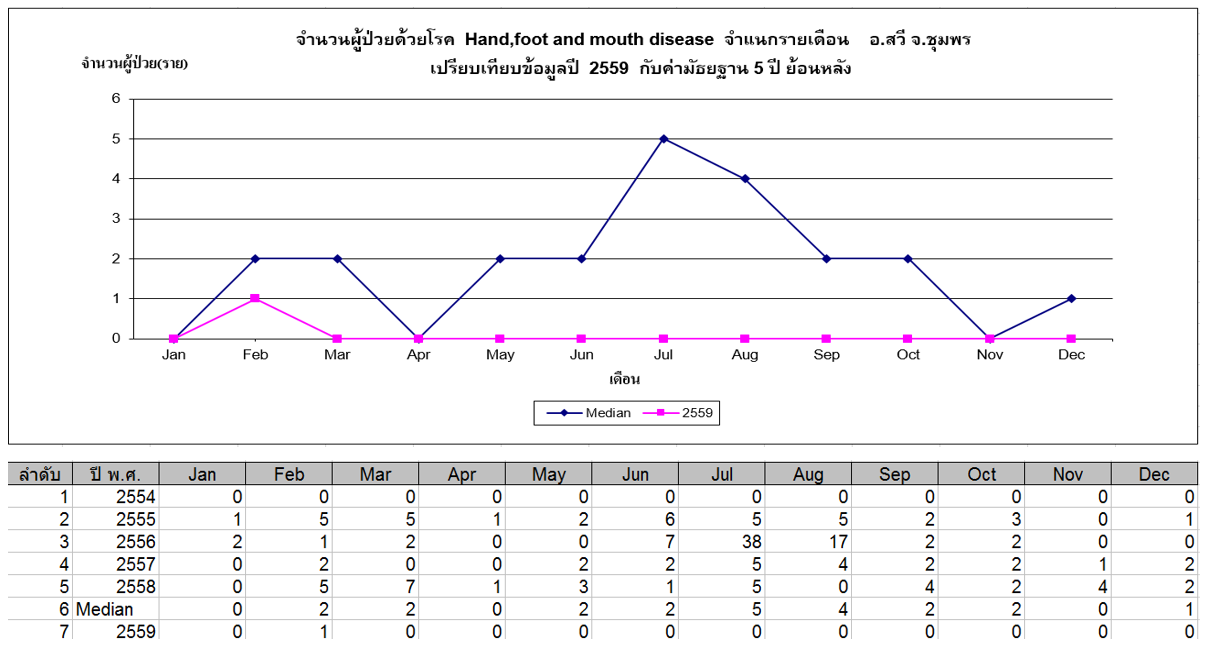 จำนวนผู้ป่วยด้วยโรค Hand,foot and mouth disease จำแนกรายเดือน อ.สวี จ.ชุมพร
เปรียบเทียบข้อมูลปี 2559 กับค่ามัธยฐาน 5 ปี ย้อนหลัง
จำนวนผู้ป่วย(ราย)
6
5
4
3
2
1
0
Jan Feb Mar Apr May Jun Jul Aug Sep Oct Nov Dec
เดือน
Median 2559
ลำดับ ปี พ.ศ. Jan Feb Mar Apr May Jun Jul Aug Sep Oct Nov Dec
1 2554 0 0 0 0 0 0 0 0 0 0 0 0
2 2555 1 5 5 1 2 6 5 5 2 3 0 1
3 2556 2 1 2 0 0 7 38 17 2 2 0 0
4 2557 0 2 0 0 2 2 5 4 2 2 1 2
5 2558 0 5 7 1 3 1 5 0 4 2 4 2
6 Median 0 2 2 0 2 2 5 4 2 2 0 1
7 2559 0 1 0 0 0 0 0 0 0 0 0 0